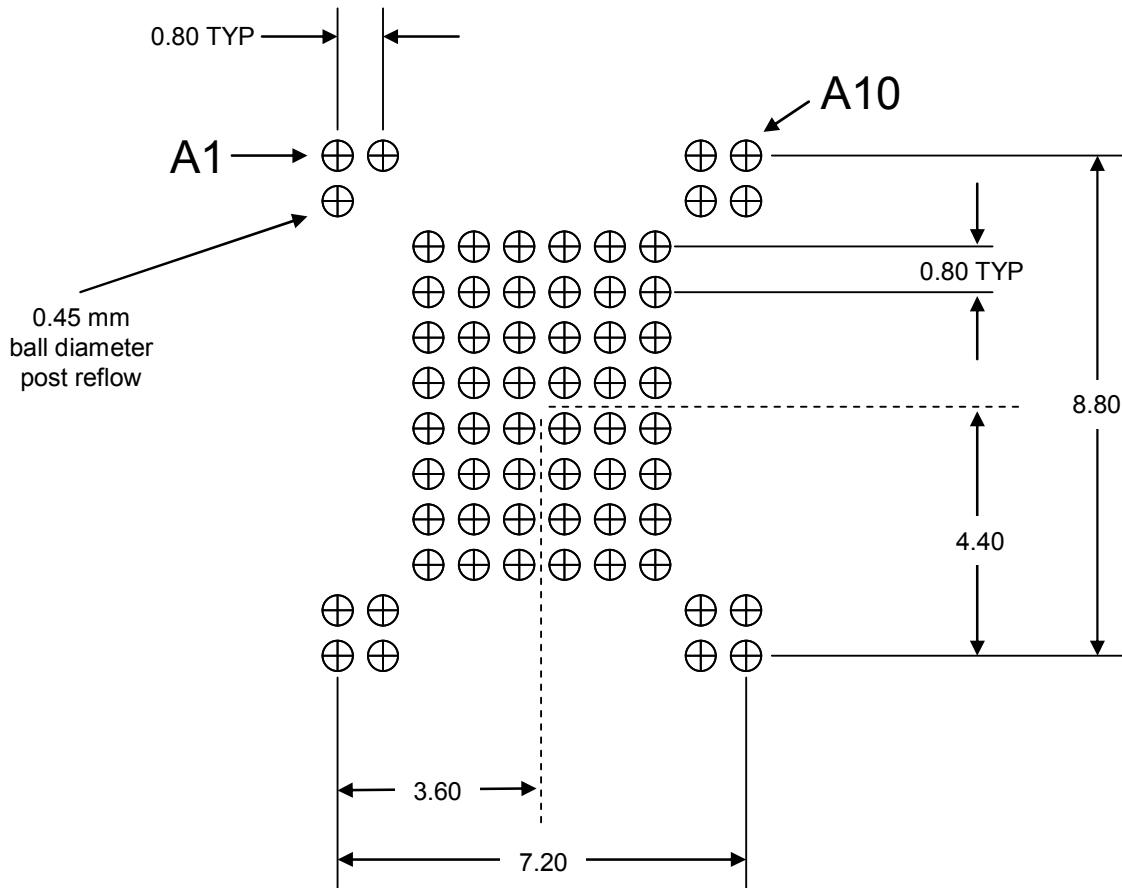 0.80 TYP
A10
A1
0.80 TYP
0.45 mm
ball diameter
post reflow
8.80
4.40
3.60
7.20